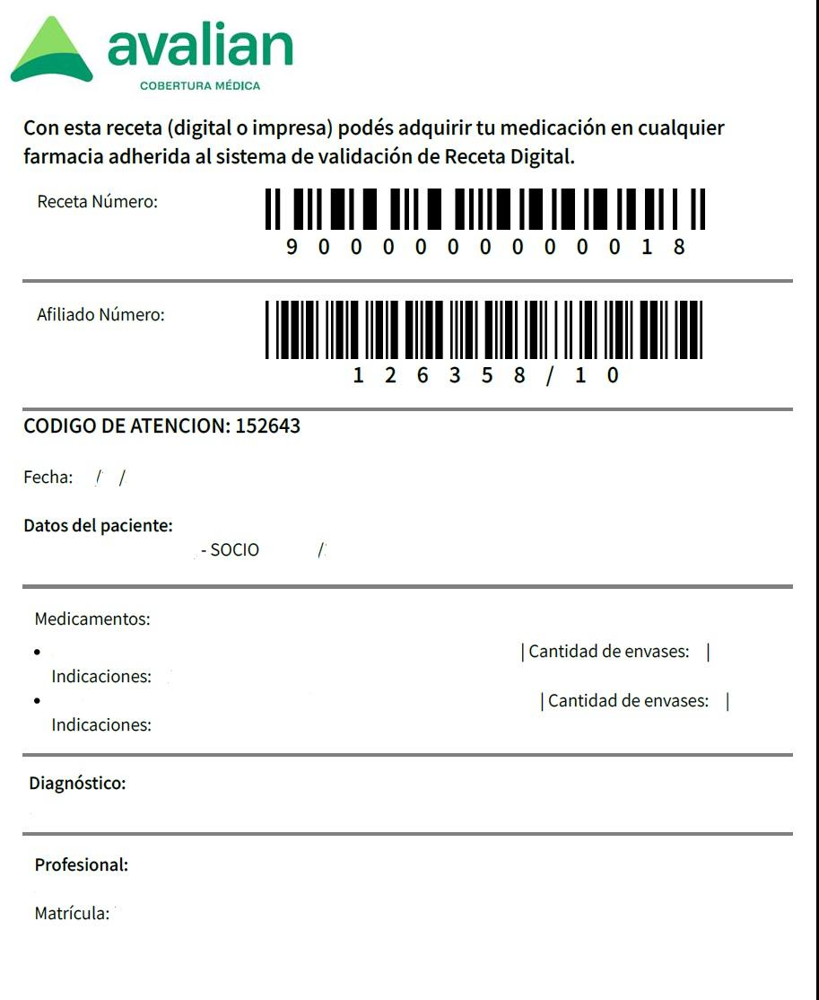 avalian
COBERTURA MÉDICA
Con esta receta (digital o impresa) podés adquirir tu medicación en cualquier
farmacia adherida al sistema de validación de Receta Digital.
Receta Número:
9 0 0 0 0 0 0 0 0 0 0 1 8
Afiliado Número:
1 2 6 3 5 8 / 1 0
CODIGO DE ATENCION: 152643
Fecha: / /
Datos del paciente:
- SOCIO /
Medicamentos:
• | Cantidad de envases: |
Indicaciones:
• | Cantidad de envases: |
Indicaciones:
Diagnóstico:
Profesional:
Matrícula: